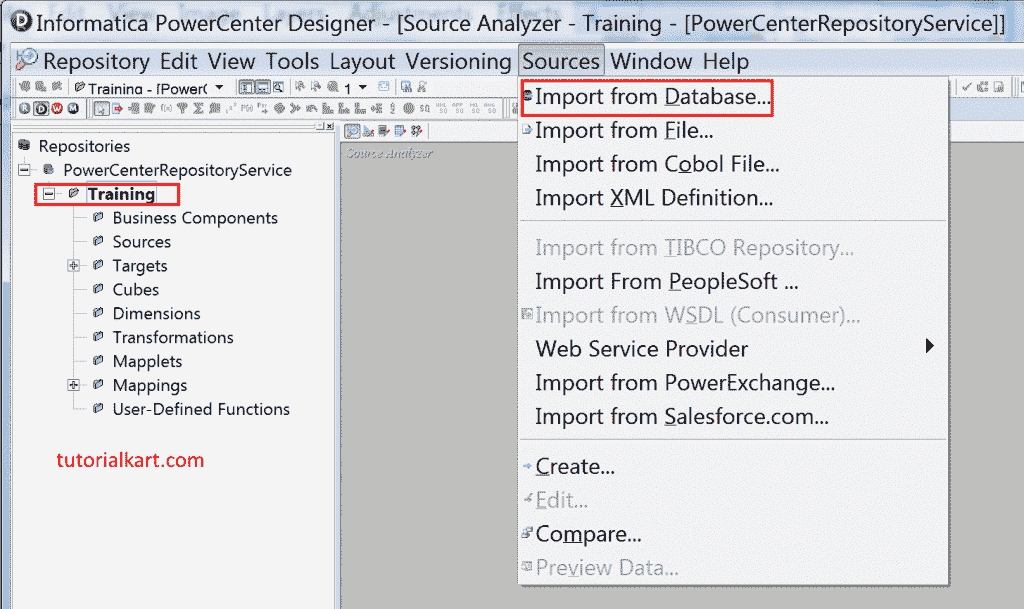 Informatica PowerCenter Designer - [Source Analyzer - Training - [PowerCenterRepositoryService]]
Repository Edit View Tools Layout Versioning Sources Window Help
Training - [Power(
1
Repositories
PowerCenterRepositoryService
Training
Business Components
Sources
Targets
Cubes
Dimensions
Transformations
Mapplets
Mappings
User-Defined Functions
tutorialkart.com
Source Analyzer
Import from Database...
Import from File...
Import from Cobol File...
Import XML Definition...
Import from TIBCO Repository...
Import From PeopleSoft ...
Import from WSDL (Consumer)...
Web Service Provider
Import from PowerExchange...
Import from Salesforce.com...
Create...
Edit...
Compare...
Preview Data...